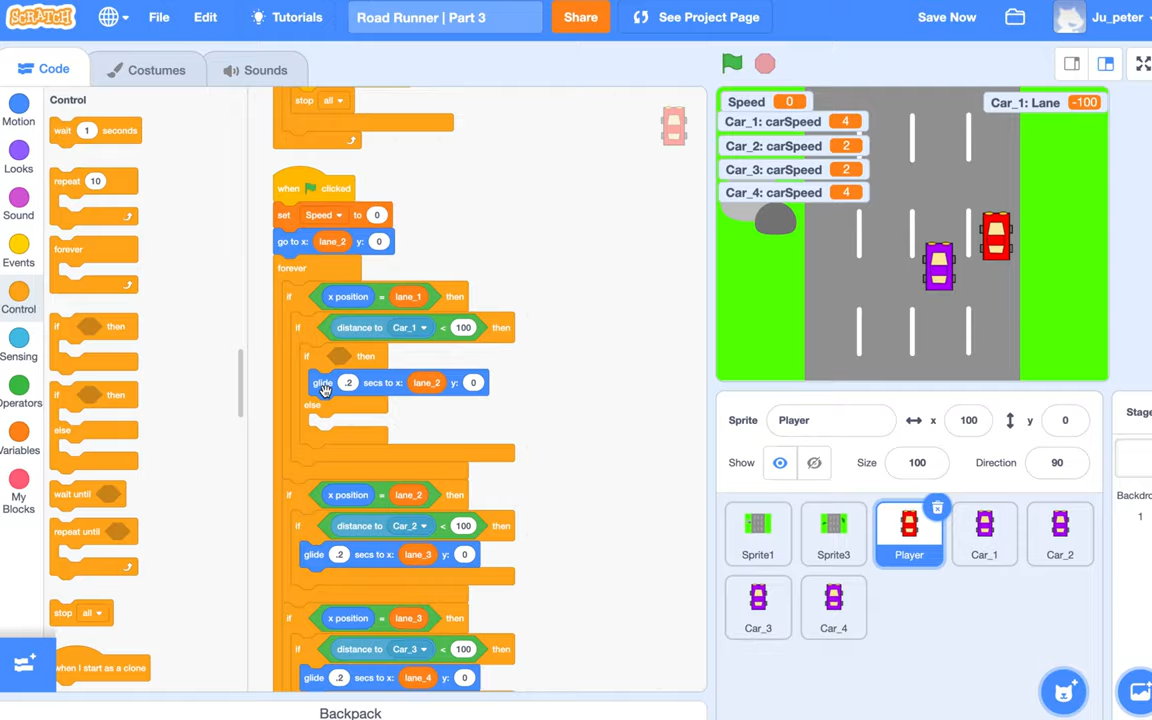 SCRATCH File Edit Tutorials Road Runner | Part 3 Share See Project Page Save Now Ju_peter
Code Costumes Sounds
Motion
Looks
Sound
Events
Control
Sensing
Operators
Variables
My
Blocks
Control
wait 1 seconds
repeat 10
forever
if then
if then
else
wait until
repeat until
stop all
when I start as a clone
stop all
when clicked
set Speed to 0
go to x: lane_2 y: 0
forever
if x position = lane_1 then
if distance to Car_1 < 100 then
if then
glide .2 secs to x: lane_2 y: 0
else
if x position = lane_2 then
if distance to Car_2 < 100 then
glide .2 secs to x: lane_3 y: 0
if x position = lane_3 then
if distance to Car_3 < 100 then
glide .2 secs to x: lane_4 y: 0
Backpack
Speed 0
Car_1: carSpeed 4
Car_2: carSpeed 2
Car_3: carSpeed 2
Car_4: carSpeed 4
Car_1: Lane -100
Sprite Player x 100 y 0
Show Size 100 Direction 90
Sprite1 Sprite3 Player Car_1 Car_2
Car_3 Car_4
Stage
Backdro
1